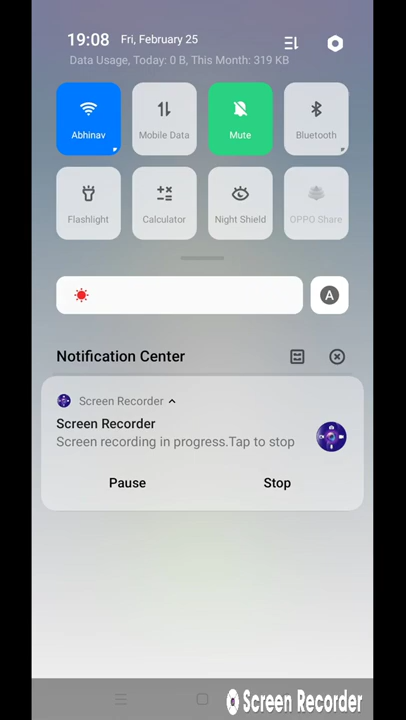 19:08 Fri, February 25
Data Usage, Today: 0 B, This Month: 319 KB
Abhinav Mobile Data Mute Bluetooth
Flashlight Calculator Night Shield OPPO Share
A
Notification Center
Screen Recorder
Screen Recorder
Screen recording in progress.Tap to stop
Pause Stop
Screen Recorder